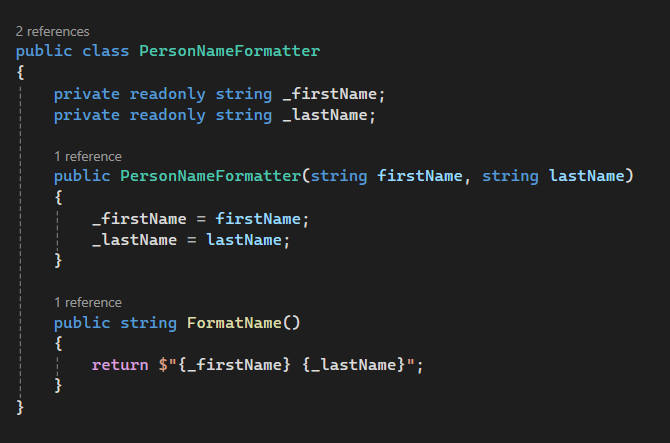 2 references
public class PersonNameFormatter
{
    private readonly string _firstName;
    private readonly string _lastName;
    1 reference
    public PersonNameFormatter(string firstName, string lastName)
    {
        _firstName = firstName;
        _lastName = lastName;
    }
    1 reference
    public string FormatName()
    {
        return $"{_firstName} {_lastName}";
    }
}